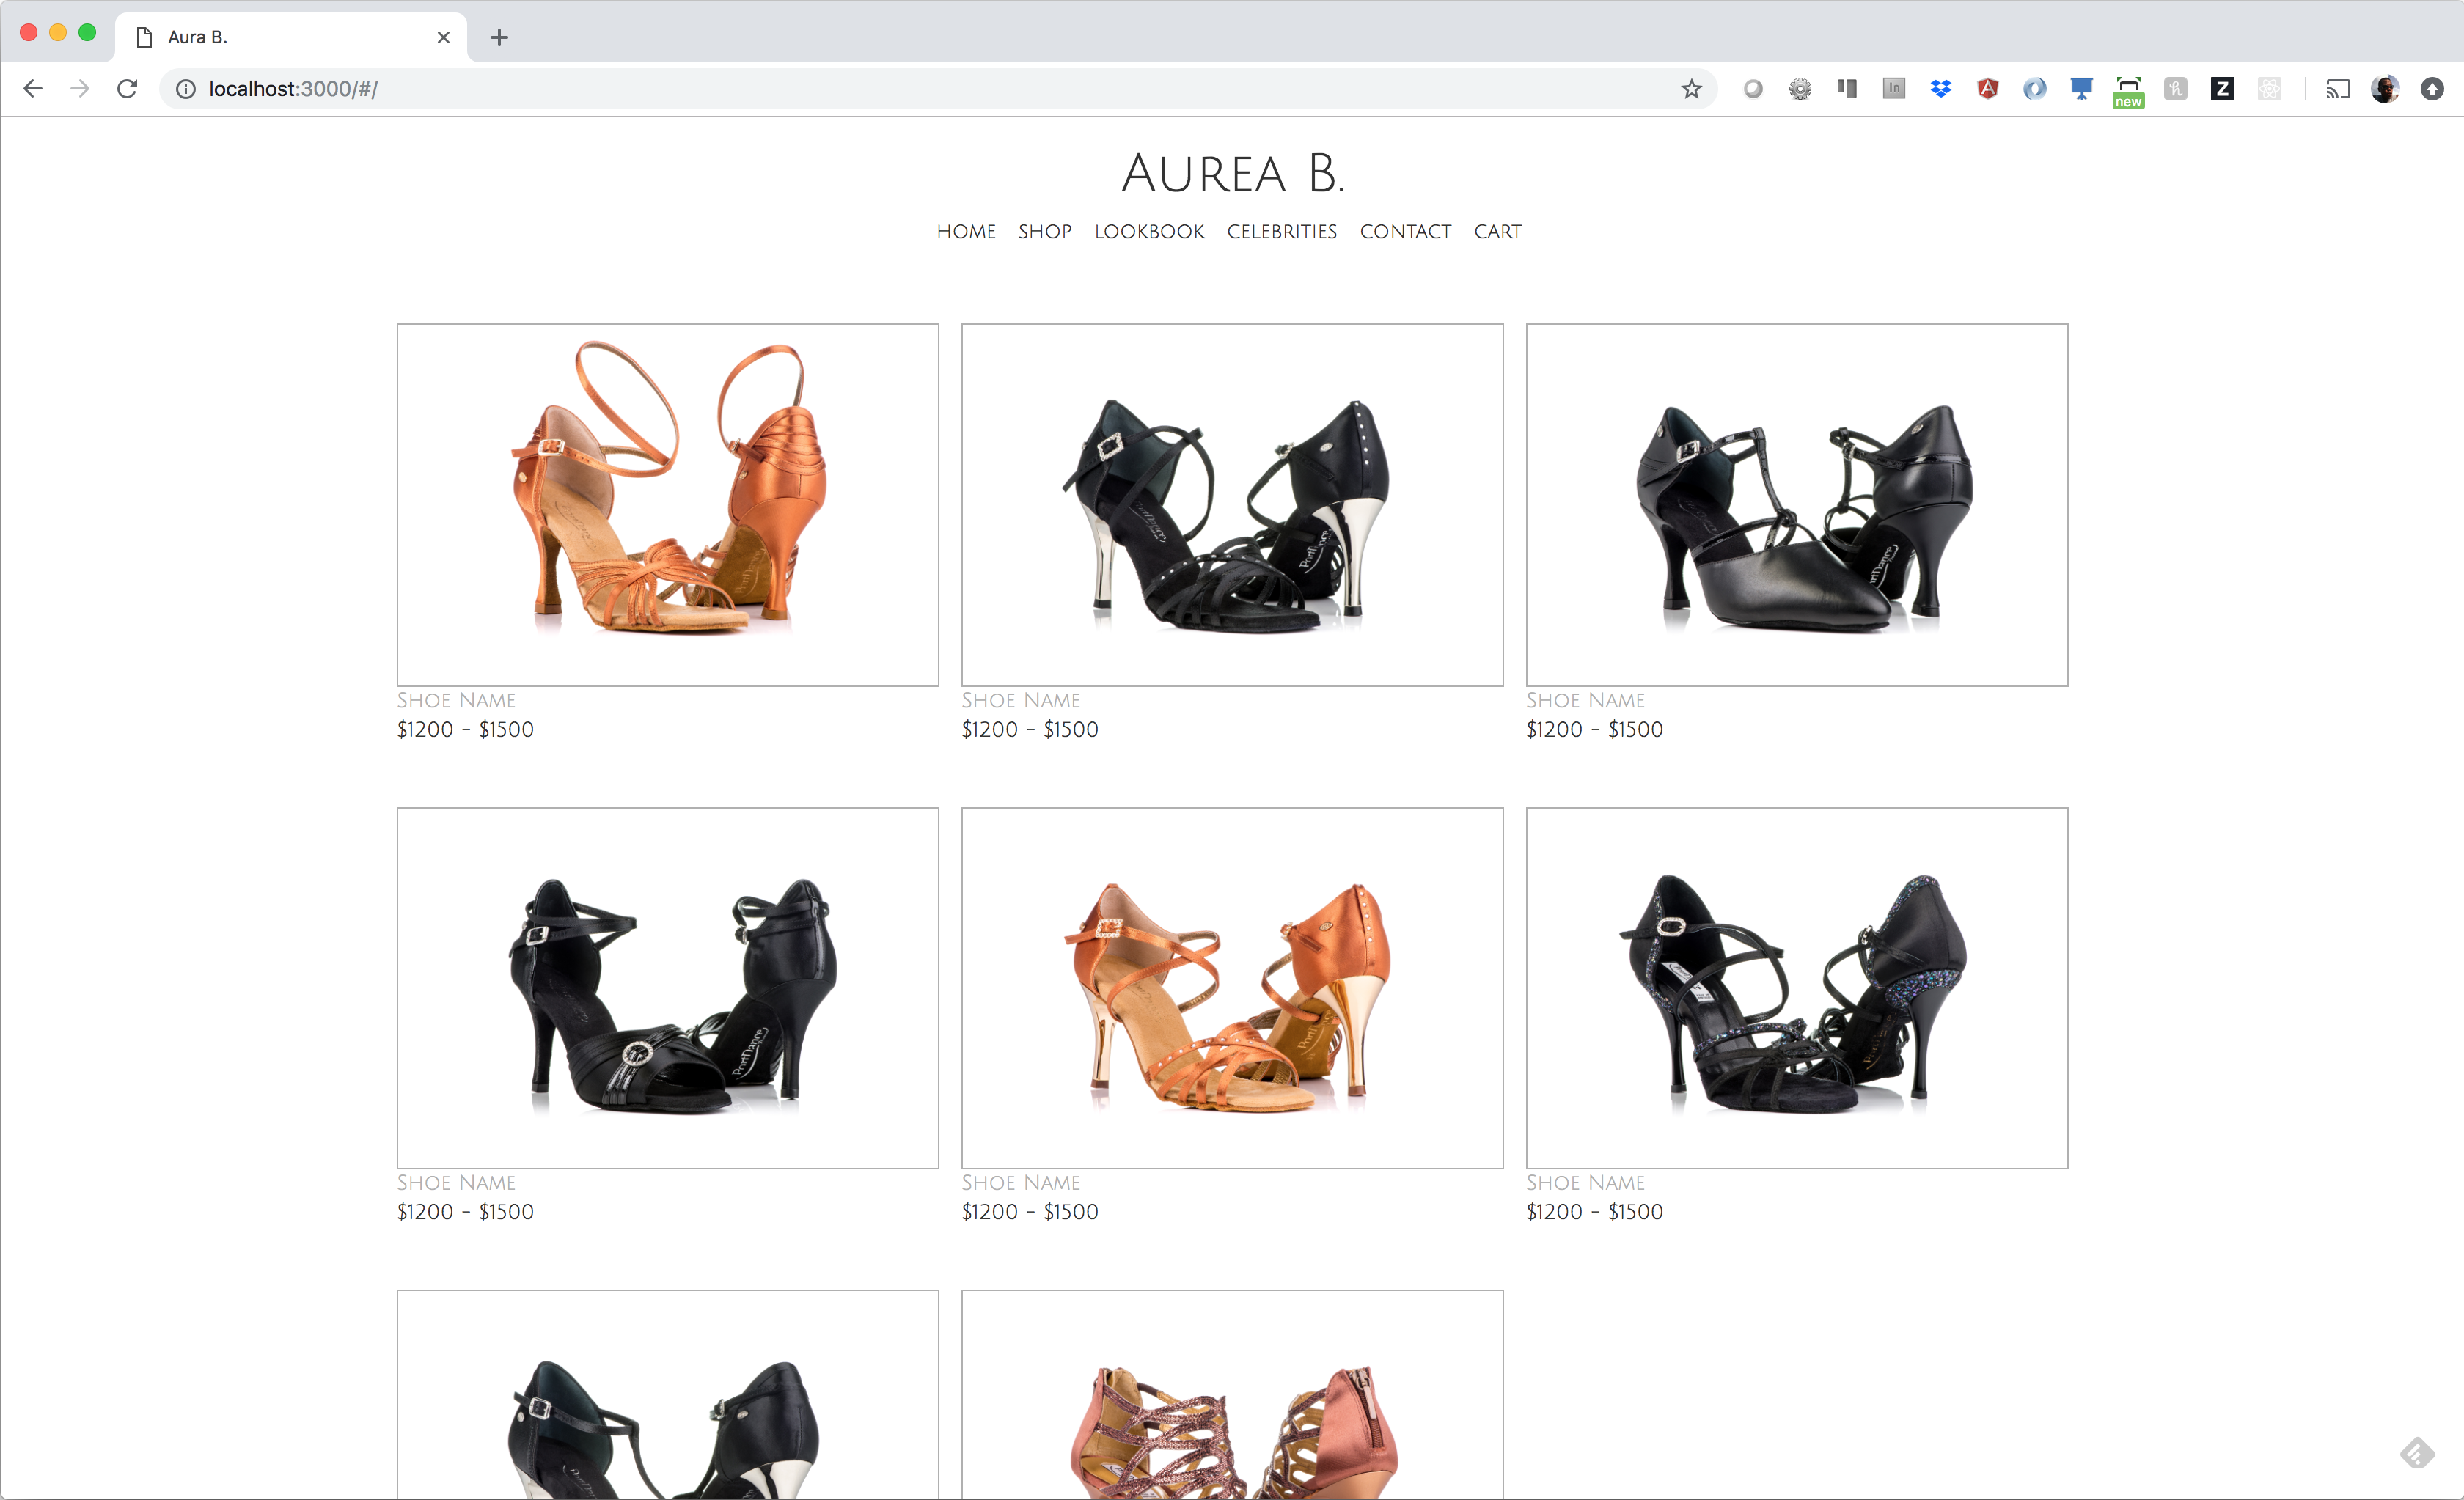 Aura B.
localhost:3000/#/
In
new
Z
AUREA B.
HOME SHOP LOOKBOOK CELEBRITIES CONTACT CART
SHOE NAME SHOE NAME SHOE NAME
$1200 - $1500 $1200 - $1500 $1200 - $1500
SHOE NAME SHOE NAME SHOE NAME
$1200 - $1500 $1200 - $1500 $1200 - $1500